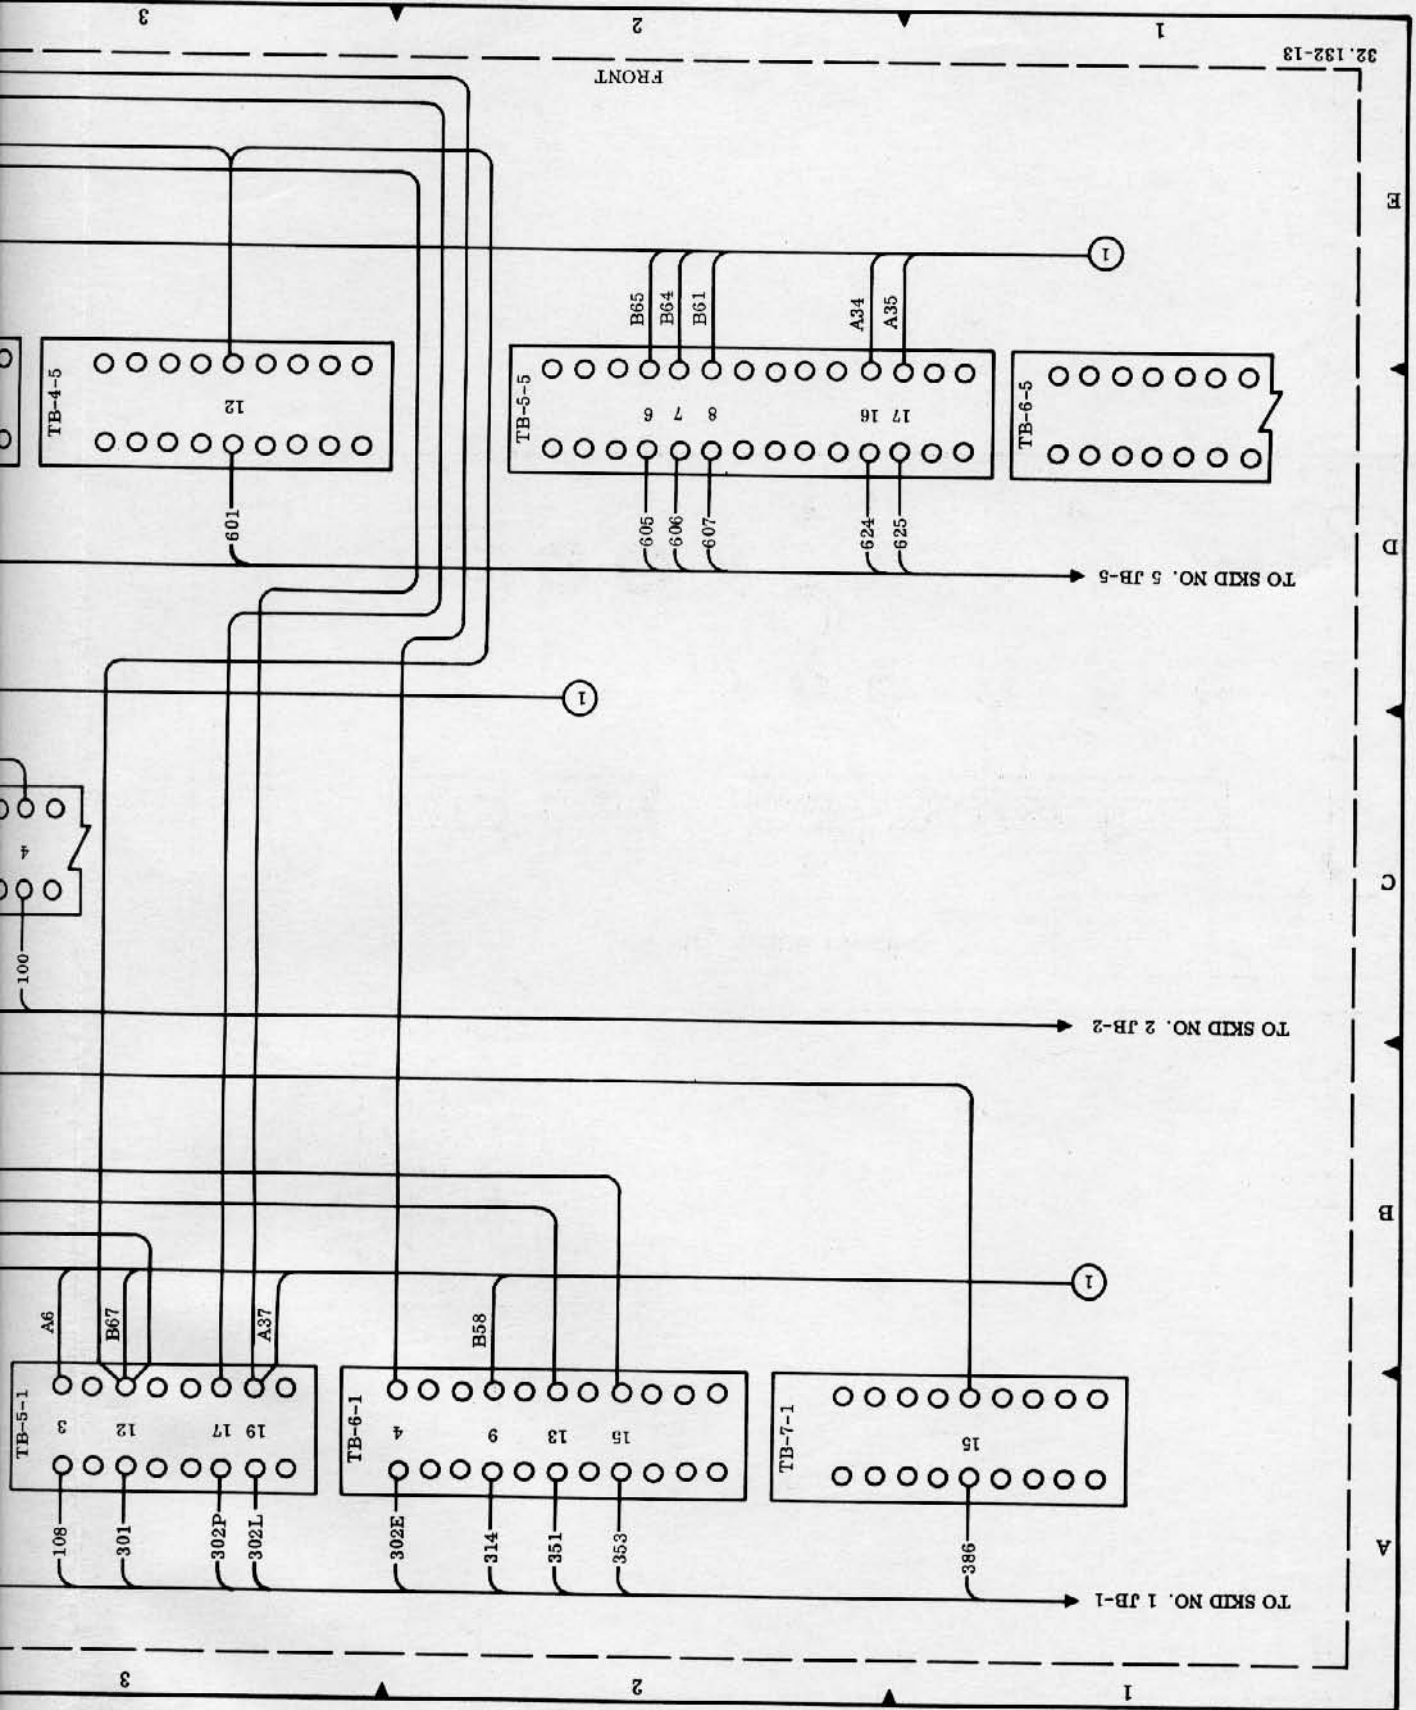 3
2
1
32.132-13
FRONT
E
1
B65
B64
B61
A34
A35
TB-4-5
12
TB-5-5
6
7
8
16
17
TB-6-5
601
605
606
607
624
625
D
TO SKID NO. 5 JB-5
1
4
C
100
TO SKID NO. 2 JB-2
B
1
A6
B67
A37
B58
TB-5-1
3
12
17
19
TB-6-1
4
9
13
15
TB-7-1
15
108
301
302P
302L
302E
314
351
353
386
A
TO SKID NO. 1 JB-1
3
2
1